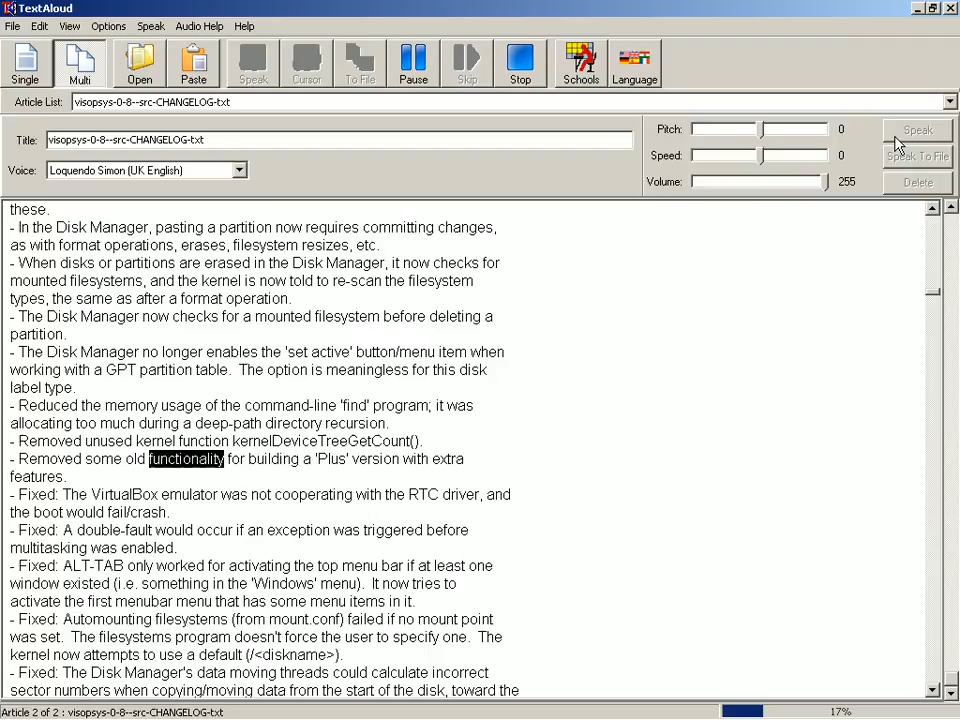 TextAloud
File Edit View Options Speak Audio Help Help
Single Multi Open Paste Speak Cursor To File Pause Skip Stop Schools Language
Article List: visopsys-0-8--src-CHANGELOG-txt
Title: visopsys-0-8--src-CHANGELOG-txt
Voice: Loquendo Simon (UK English)
Pitch: 0 Speak
Speed: 0 Speak To File
Volume: 255 Delete
these.
- In the Disk Manager, pasting a partition now requires committing changes,
as with format operations, erases, filesystem resizes, etc.
- When disks or partitions are erased in the Disk Manager, it now checks for
mounted filesystems, and the kernel is now told to re-scan the filesystem
types, the same as after a format operation.
- The Disk Manager now checks for a mounted filesystem before deleting a
partition.
- The Disk Manager no longer enables the 'set active' button/menu item when
working with a GPT partition table.  The option is meaningless for this disk
label type.
- Reduced the memory usage of the command-line 'find' program; it was
allocating too much during a deep-path directory recursion.
- Removed unused kernel function kernelDeviceTreeGetCount().
- Removed some old functionality for building a 'Plus' version with extra
features.
- Fixed: The VirtualBox emulator was not cooperating with the RTC driver, and
the boot would fail/crash.
- Fixed: A double-fault would occur if an exception was triggered before
multitasking was enabled.
- Fixed: ALT-TAB only worked for activating the top menu bar if at least one
window existed (i.e. something in the 'Windows' menu).  It now tries to
activate the first menubar menu that has some menu items in it.
- Fixed: Automounting filesystems (from mount.conf) failed if no mount point
was set.  The filesystems program doesn't force the user to specify one.  The
kernel now attempts to use a default (/<diskname>).
- Fixed: The Disk Manager's data moving threads could calculate incorrect
sector numbers when copying/moving data from the start of the disk, toward the
Article 2 of 2 : visopsys-0-8--src-CHANGELOG-txt 17%